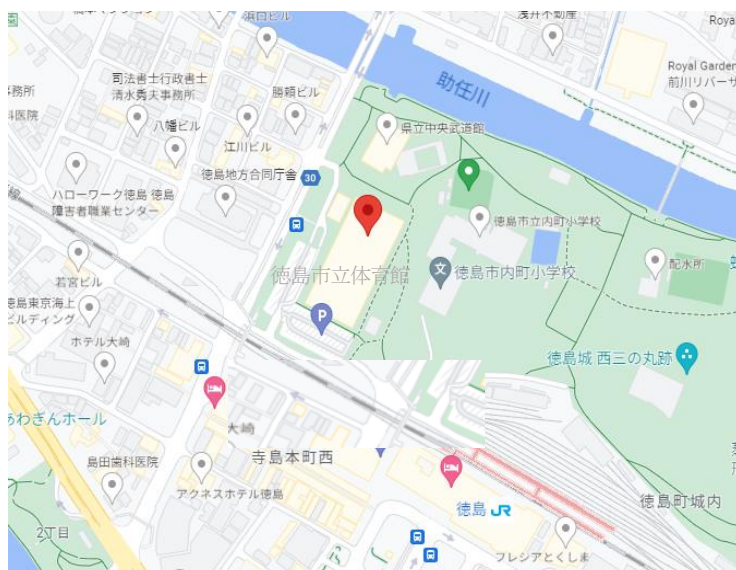 浜口ビル
浅井不動産
Royal Garden
前川リバーサ
司法書士行政書士
清水秀夫事務所
勝頼ビル
助任川
務所
科医院
八幡ビル
江川ビル
県立中央武道館
徳島地方合同庁舎
30
ハローワーク徳島 徳島
障害者職業センター
徳島市立内町小学校
徳島市立体育館
文
徳島市内町小学校
配水所
若宮ビル
徳島東京海上
ビルディング
P
ホテル大崎
徳島城 西三の丸跡
あわぎんホール
大崎
島田歯科医院
寺島本町西
アクネスホテル徳島
徳島 JR
徳島町城内
2丁目
フレシアとくしま